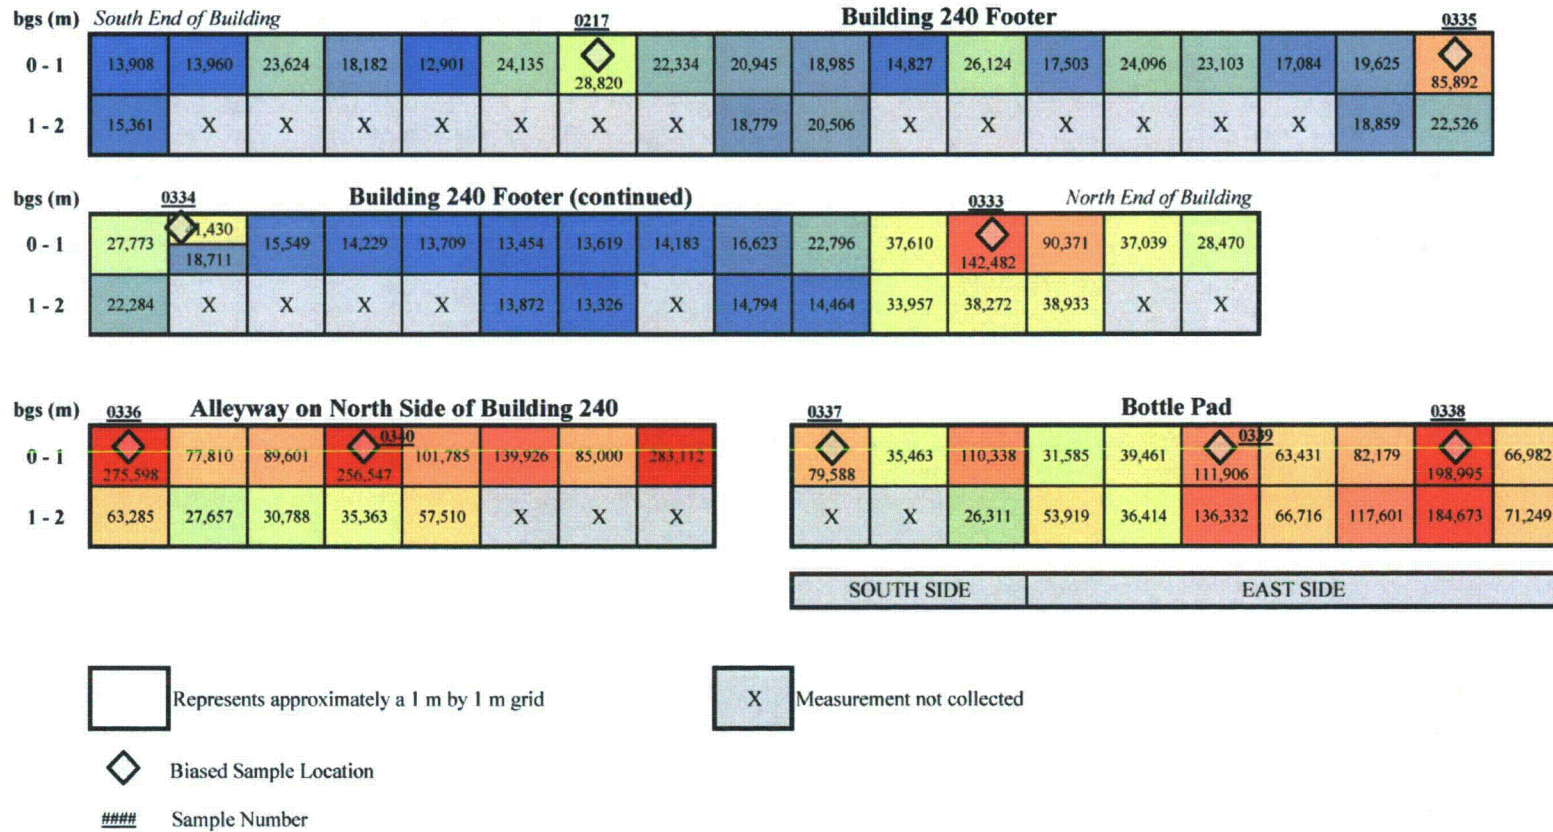 bgs (m) South End of Building 0217 Building 240 Footer 0335
0 - 1 13,908 13,960 23,624 18,182 12,901 24,135 28,820 22,334 20,945 18,985 14,827 26,124 17,503 24,096 23,103 17,084 19,625 85,892
1 - 2 15,361 X X X X X X X 18,779 20,506 X X X X X X 18,859 22,526
bgs (m) 0334 Building 240 Footer (continued) 0333 North End of Building
0 - 1 27,773 1,430 15,549 14,229 13,709 13,454 13,619 14,183 16,623 22,796 37,610 142,482 90,371 37,039 28,470
18,711
1 - 2 22,284 X X X X 13,872 13,326 X 14,794 14,464 33,957 38,272 38,933 X X
bgs (m) 0336 Alleyway on North Side of Building 240 0337 Bottle Pad 0338
0340 0339
0 - 1 275,598 77,810 89,601 256,547 101,785 139,926 85,000 283,112 79,588 35,463 110,338 31,585 39,461 111,906 63,431 82,179 198,995 66,982
1 - 2 63,285 27,657 30,788 35,363 57,510 X X X X X 26,311 53,919 36,414 136,332 66,716 117,601 184,673 71,249
SOUTH SIDE EAST SIDE
Represents approximately a 1 m by 1 m grid X Measurement not collected
Biased Sample Location
#### Sample Number